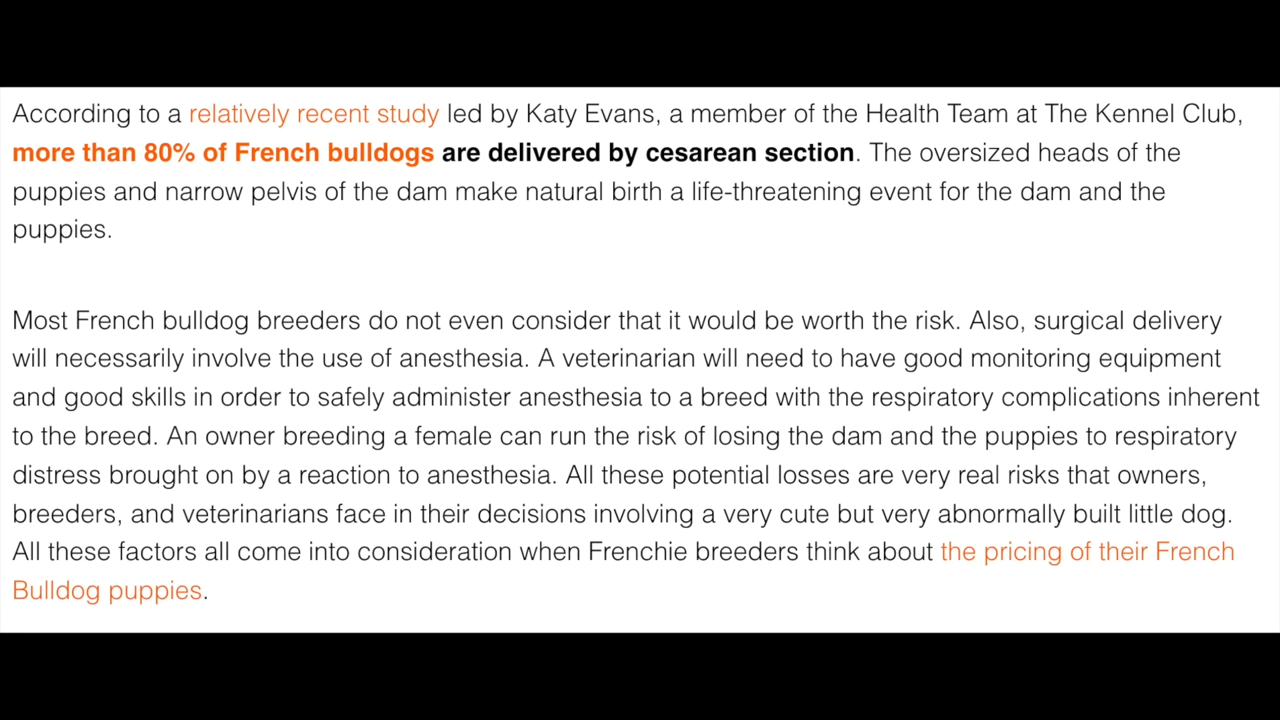 According to a relatively recent study led by Katy Evans, a member of the Health Team at The Kennel Club,
more than 80% of French bulldogs are delivered by cesarean section. The oversized heads of the
puppies and narrow pelvis of the dam make natural birth a life-threatening event for the dam and the
puppies.
Most French bulldog breeders do not even consider that it would be worth the risk. Also, surgical delivery
will necessarily involve the use of anesthesia. A veterinarian will need to have good monitoring equipment
and good skills in order to safely administer anesthesia to a breed with the respiratory complications inherent
to the breed. An owner breeding a female can run the risk of losing the dam and the puppies to respiratory
distress brought on by a reaction to anesthesia. All these potential losses are very real risks that owners,
breeders, and veterinarians face in their decisions involving a very cute but very abnormally built little dog.
All these factors all come into consideration when Frenchie breeders think about the pricing of their French
Bulldog puppies.